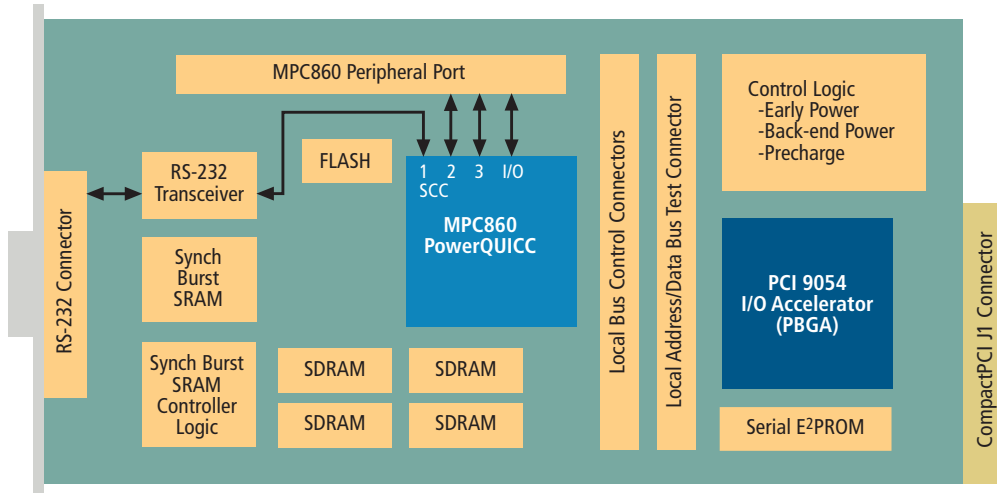 MPC860 Peripheral Port
FLASH
RS-232
Transceiver
1 2 3 I/O
SCC
MPC860
PowerQUICC
RS-232 Connector
Synch
Burst
SRAM
Synch Burst
SRAM
Controller
Logic
SDRAM
SDRAM
SDRAM
SDRAM
Local Bus Control Connectors
Local Address/Data Bus Test Connector
Control Logic
-Early Power
-Back-end Power
-Precharge
PCI 9054
I/O Accelerator
(PBGA)
Serial E²PROM
CompactPCI J1 Connector